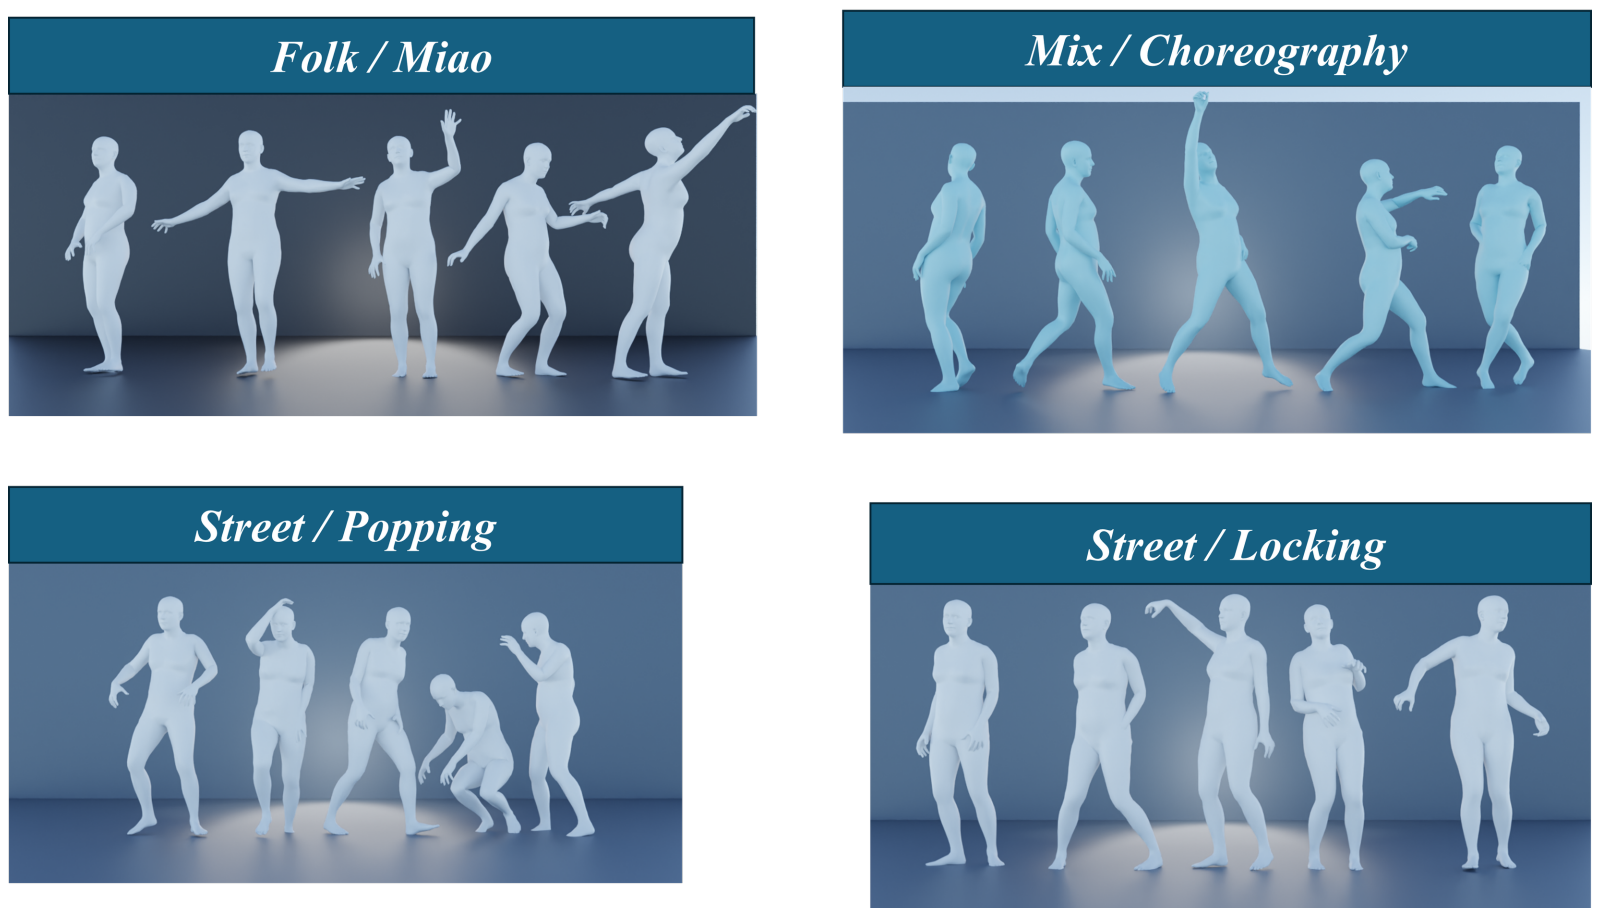 Folk / Miao
Mix / Choreography
Street / Popping
Street / Locking